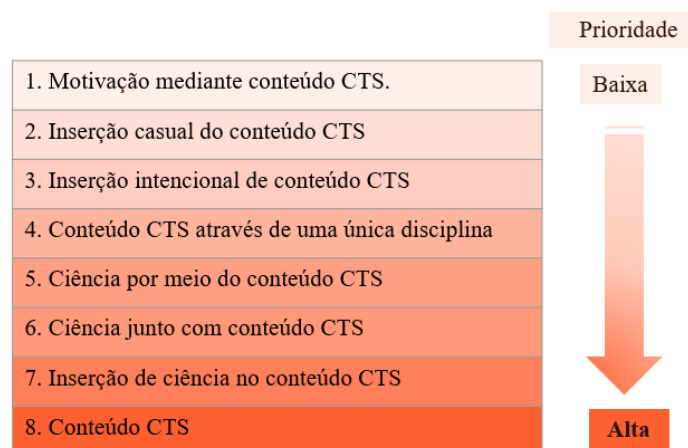 Prioridade
1. Motivação mediante conteúdo CTS.
Baixa
2. Inserção casual do conteúdo CTS
3. Inserção intencional de conteúdo CTS
4. Conteúdo CTS através de uma única disciplina
5. Ciência por meio do conteúdo CTS
6. Ciência junto com conteúdo CTS
7. Inserção de ciência no conteúdo CTS
8. Conteúdo CTS
Alta